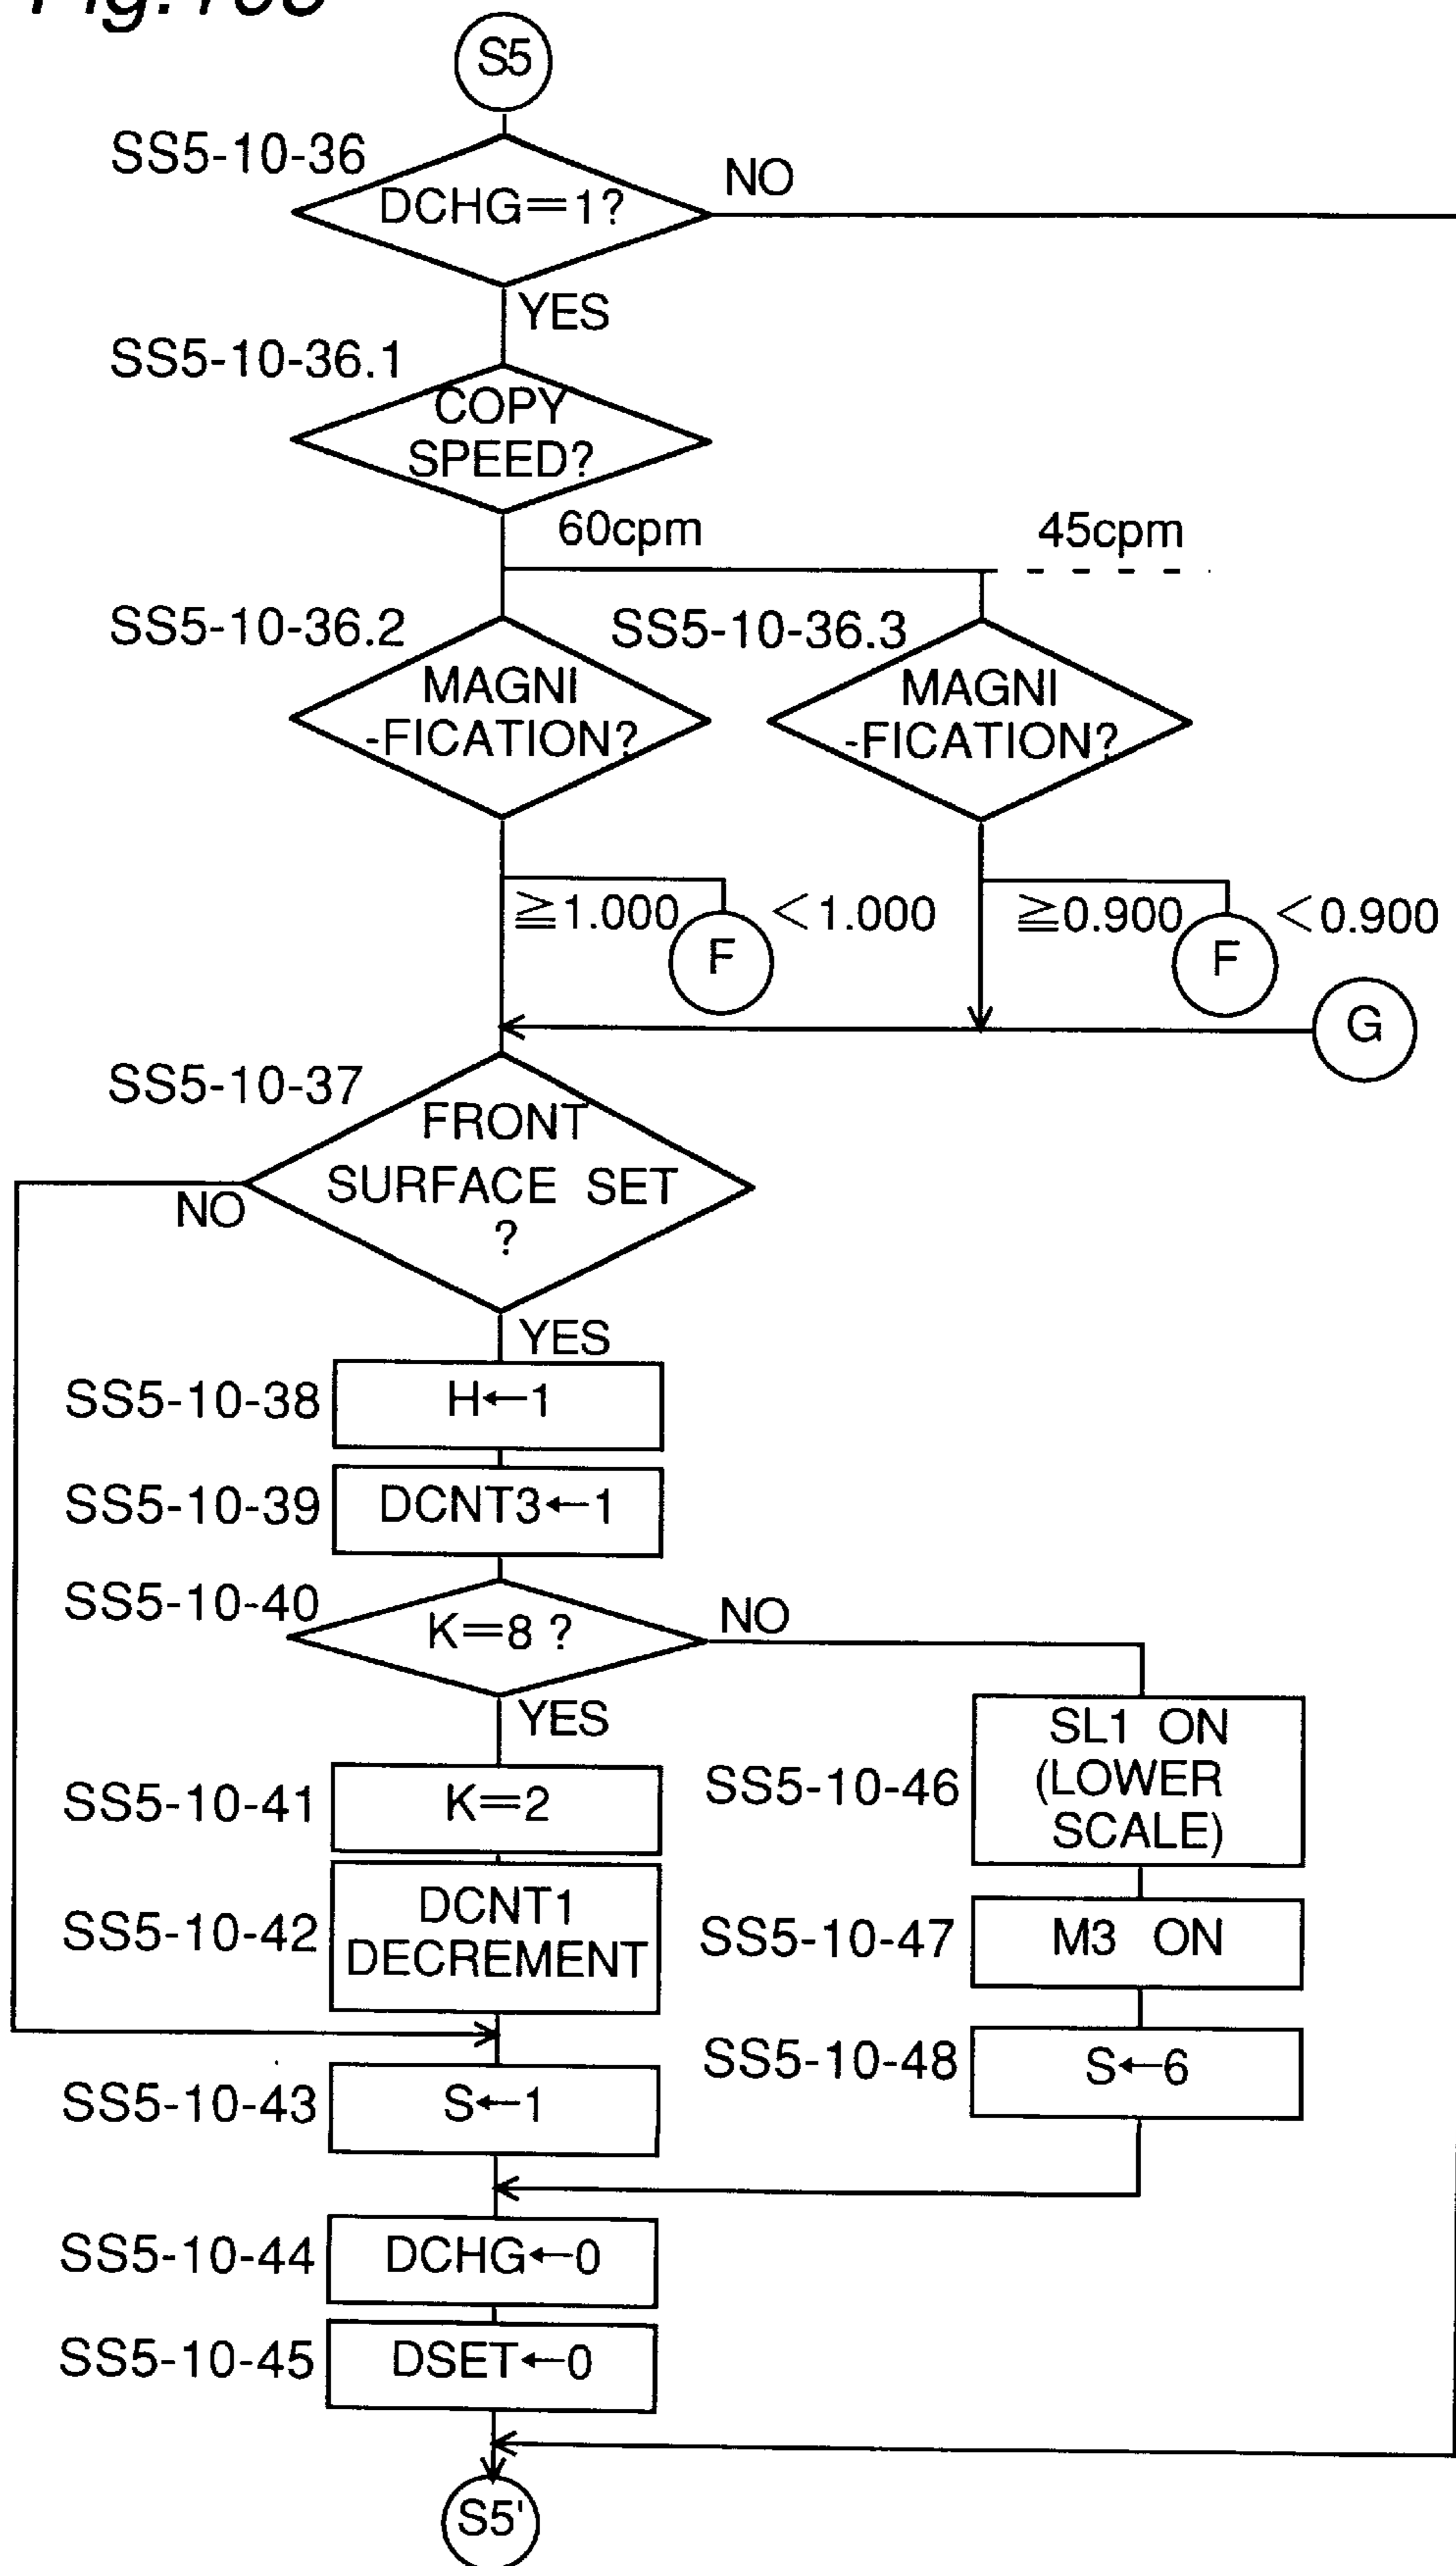 S5
SS5-10-36
DCHG=1?
NO
YES
SS5-10-36.1
COPY
SPEED?
60cpm
45cpm
SS5-10-36.2
MAGNI
-FICATION?
SS5-10-36.3
MAGNI
-FICATION?
≧1.000
F
<1.000
≧0.900
F
<0.900
G
SS5-10-37
FRONT
SURFACE SET
?
NO
YES
SS5-10-38
H←1
SS5-10-39
DCNT3←1
SS5-10-40
K=8 ?
NO
YES
SS5-10-41
K=2
SS5-10-42
DCNT1
DECREMENT
SS5-10-46
SL1 ON
(LOWER
SCALE)
SS5-10-47
M3 ON
SS5-10-48
S←6
SS5-10-43
S←1
SS5-10-44
DCHG←0
SS5-10-45
DSET←0
S5'